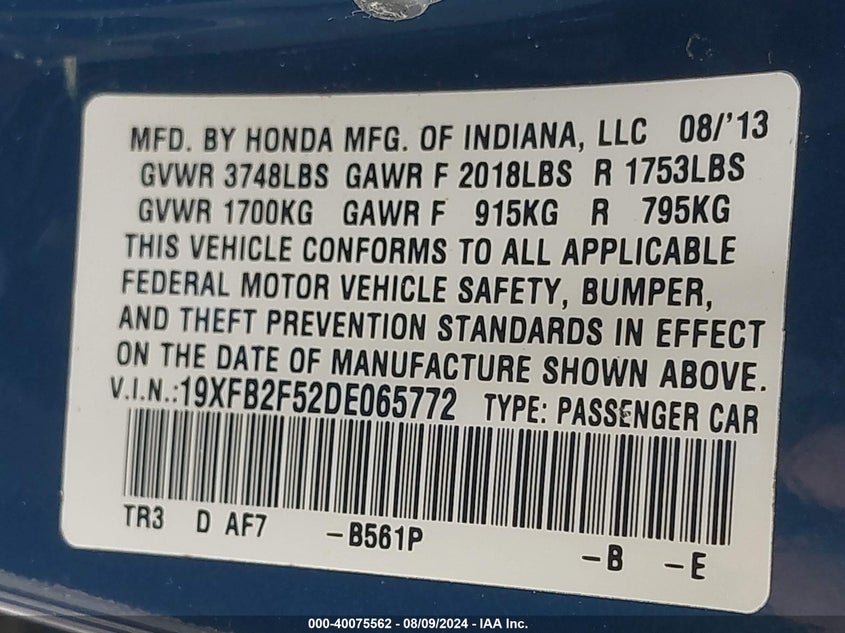 MFD. BY HONDA MFG. OF INDIANA, LLC 08/'13
GVWR 3748LBS GAWR F 2018LBS R 1753LBS
GVWR 1700KG GAWR F 915KG R 795KG
THIS VEHICLE CONFORMS TO ALL APPLICABLE
FEDERAL MOTOR VEHICLE SAFETY, BUMPER,
AND THEFT PREVENTION STANDARDS IN EFFECT
ON THE DATE OF MANUFACTURE SHOWN ABOVE.
V.I.N.:19XFB2F52DE065772 TYPE: PASSENGER CAR
TR3 D AF7 -B561P -B -E
000-40075562 - 08/09/2024 - IAA Inc.